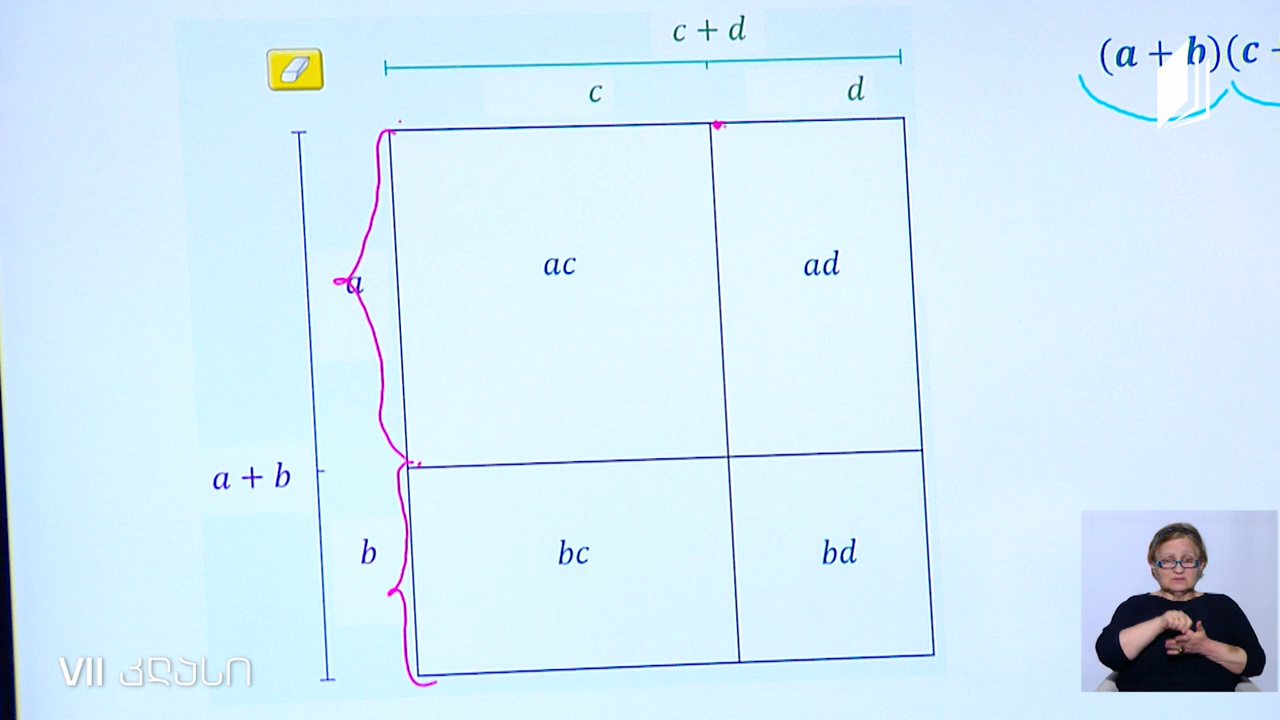 c + d
(a + b)(c -
c d
a
ac ad
a + b
b
bc bd
VII კლასი